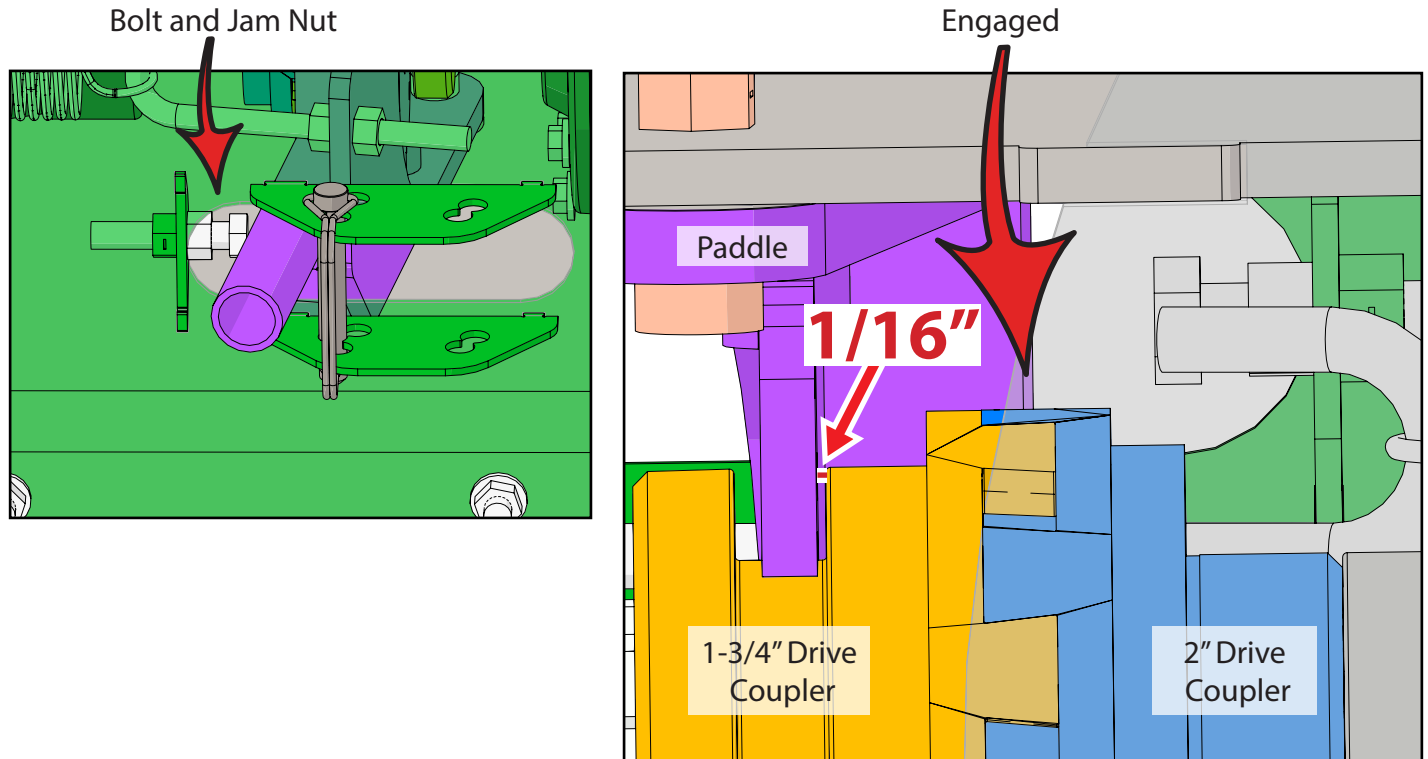 Bolt and Jam Nut
Engaged
Paddle
1/16”
1-3/4” Drive
Coupler
2” Drive
Coupler